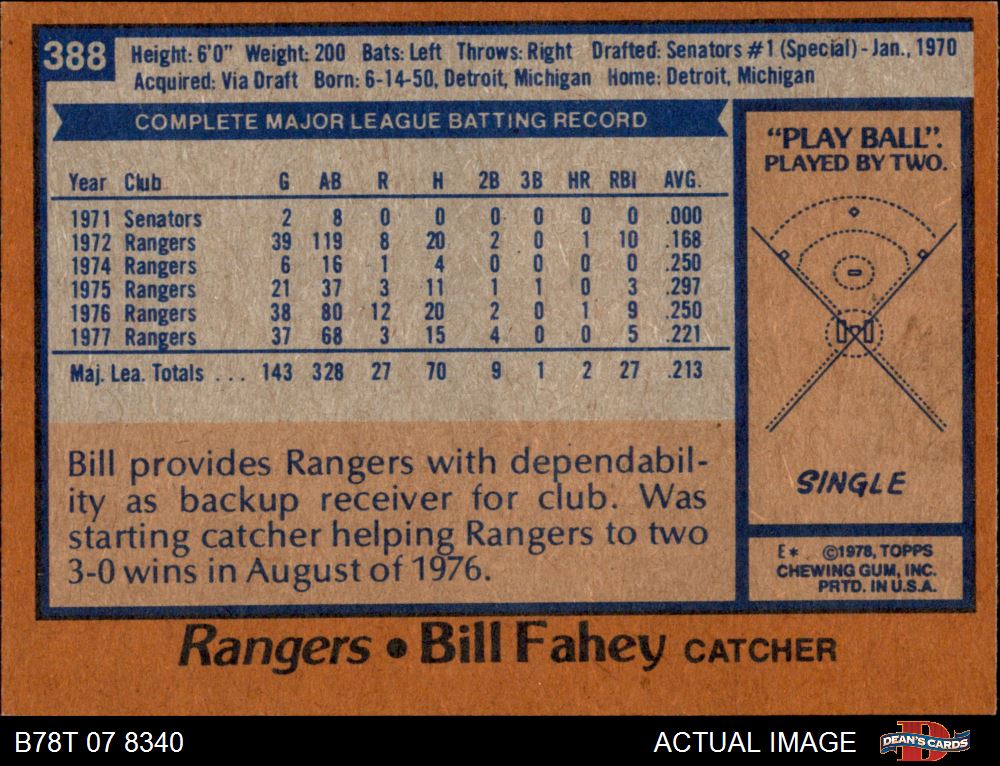 388
Height: 6'0" Weight: 200 Bats: Left Throws: Right Drafted: Senators #1 (Special) - Jan., 1970
Acquired: Via Draft Born: 6-14-50, Detroit, Michigan Home: Detroit, Michigan
COMPLETE MAJOR LEAGUE BATTING RECORD
Year Club G AB R H 2B 3B HR RBI AVG.
1971 Senators 2 8 0 0 0 0 0 0 .000
1972 Rangers 39 119 8 20 2 0 1 10 .168
1974 Rangers 6 16 1 4 0 0 0 0 .250
1975 Rangers 21 37 3 11 1 1 0 3 .297
1976 Rangers 38 80 12 20 2 0 1 9 .250
1977 Rangers 37 68 3 15 4 0 0 5 .221
Maj. Lea. Totals ... 143 328 27 70 9 1 2 27 .213
Bill provides Rangers with dependabil-
ity as backup receiver for club. Was
starting catcher helping Rangers to two
3-0 wins in August of 1976.
"PLAY BALL".
PLAYED BY TWO.
SINGLE
E* ©1978, TOPPS
CHEWING GUM, INC.
PRTD. IN U.S.A.
Rangers • Bill Fahey CATCHER
B78T 07 8340
ACTUAL IMAGE
DEAN'S CARDS